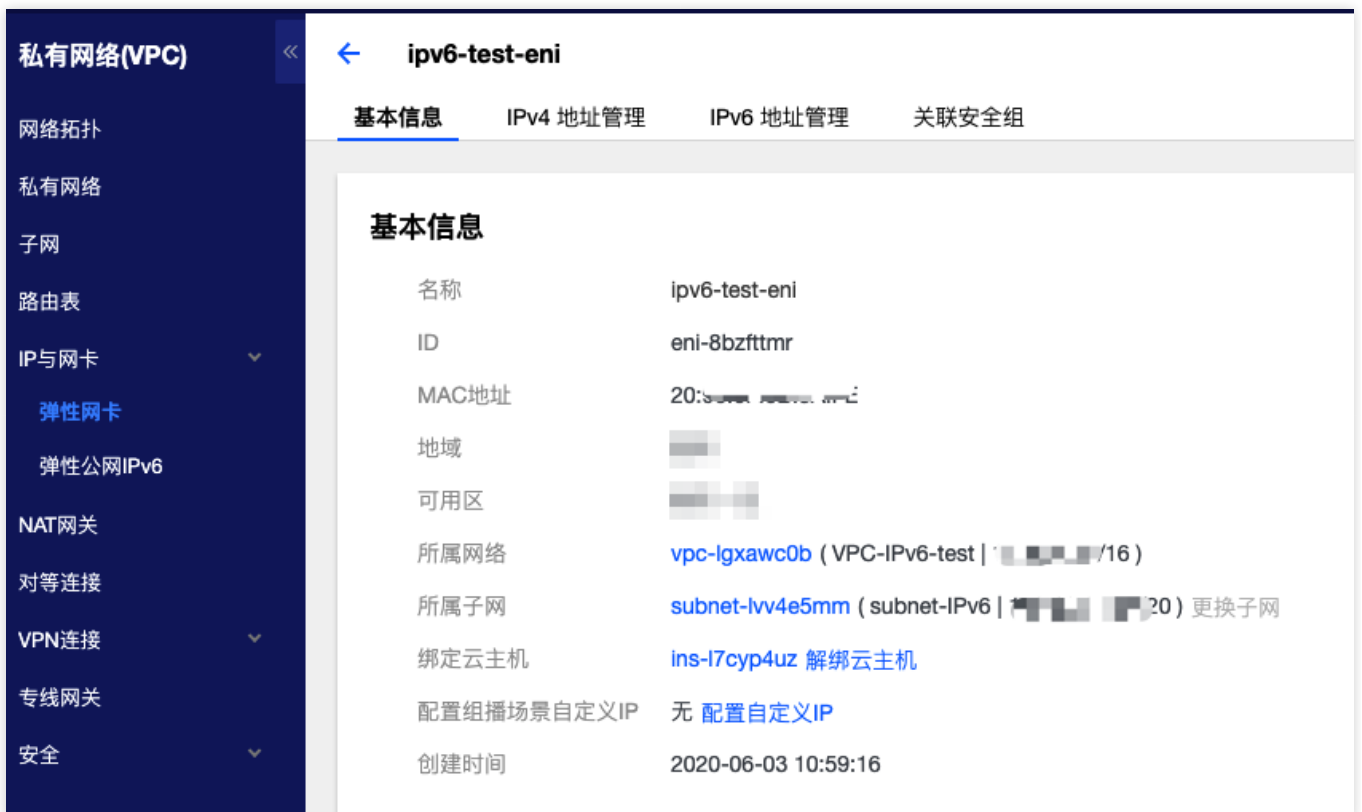 私有网络(VPC)
网络拓扑
私有网络
子网
路由表
IP与网卡
弹性网卡
弹性公网IPv6
NAT网关
对等连接
VPN连接
专线网关
安全
ipv6-test-eni
基本信息 IPv4 地址管理 IPv6 地址管理 关联安全组
基本信息
名称 ipv6-test-eni
ID eni-8bzfttmr
MAC地址 20:
地域
可用区
所属网络 vpc-lgxawc0b ( VPC-IPv6-test | /16 )
所属子网 subnet-lvv4e5mm ( subnet-IPv6 | 20 ) 更换子网
绑定云主机 ins-l7cyp4uz 解绑云主机
配置组播场景自定义IP 无 配置自定义IP
创建时间 2020-06-03 10:59:16